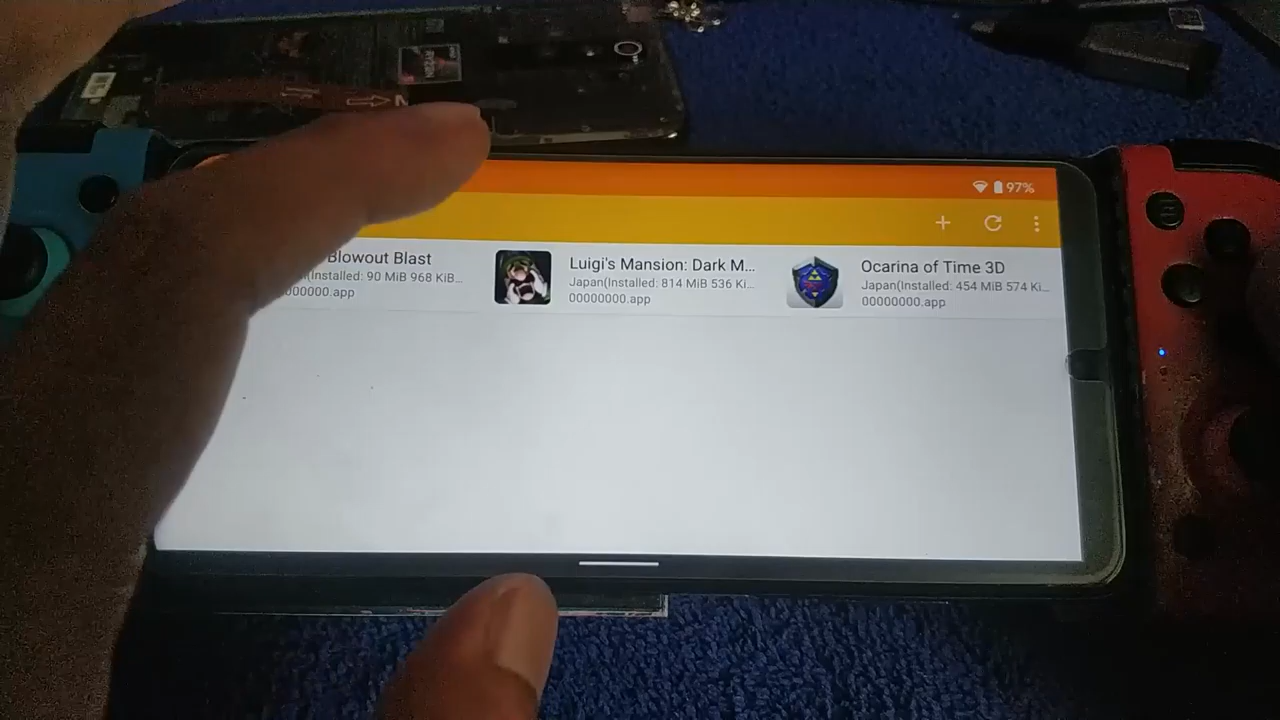 97%
Blowout Blast
(Installed: 90 MiB 968 KiB...
000000.app
Luigi's Mansion: Dark M...
Japan(Installed: 814 MiB 536 Ki...
00000000.app
Ocarina of Time 3D
Japan(Installed: 454 MiB 574 Ki...
00000000.app